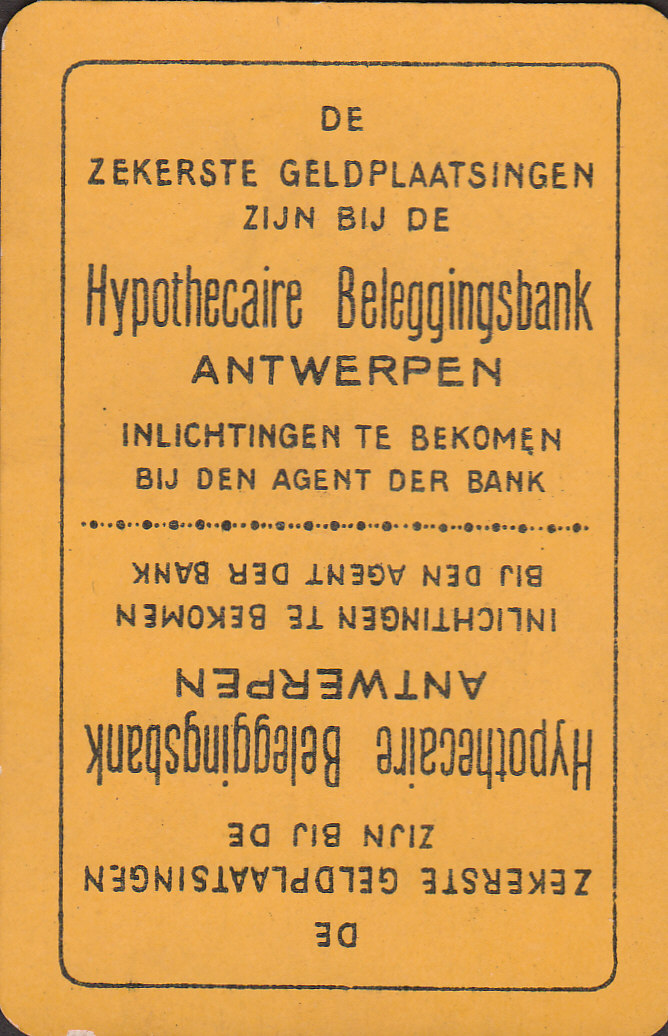 DE
ZEKERSTE GELDPLAATSINGEN
ZIJN BIJ DE
Hypothecaire Beleggingsbank
ANTWERPEN
INLICHTINGEN TE BEKOMEN
BIJ DEN AGENT DER BANK
DE
ZEKERSTE GELDPLAATSINGEN
ZIJN BIJ DE
Hypothecaire Beleggingsbank
ANTWERPEN
INLICHTINGEN TE BEKOMEN
BIJ DEN AGENT DER BANK